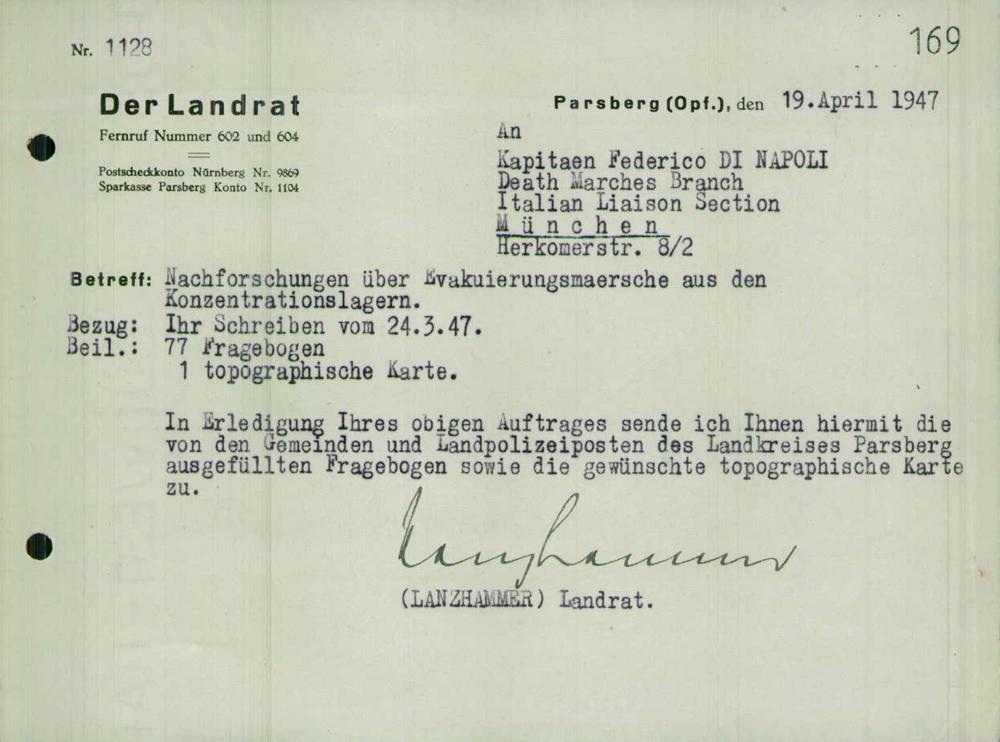 Nr. 1128
169
Der Landrat
Fernruf Nummer 602 und 604
Postscheckkonto Nürnberg Nr. 9869
Sparkasse Parsberg Konto Nr. 1104
Parsberg (Opf.), den 19.April 1947
An
Kapitaen Federico DI NAPOLI
Death Marches Branch
Italian Liaison Section
München
Herkomerstr. 8/2
Betreff: Nachforschungen über Evakuierungsmaersche aus den
Konzentrationslagern.
Bezug: Ihr Schreiben vom 24.3.47.
Beil.: 77 Fragebogen
1 topographische Karte.
In Erledigung Ihres obigen Auftrages sende ich Ihnen hiermit die
von den Gemeinden und Landpolizeiposten des Landkreises Parsberg
ausgefüllten Fragebogen sowie die gewünschte topographische Karte
zu.
Lanzhammer
(LANZHAMMER) Landrat.